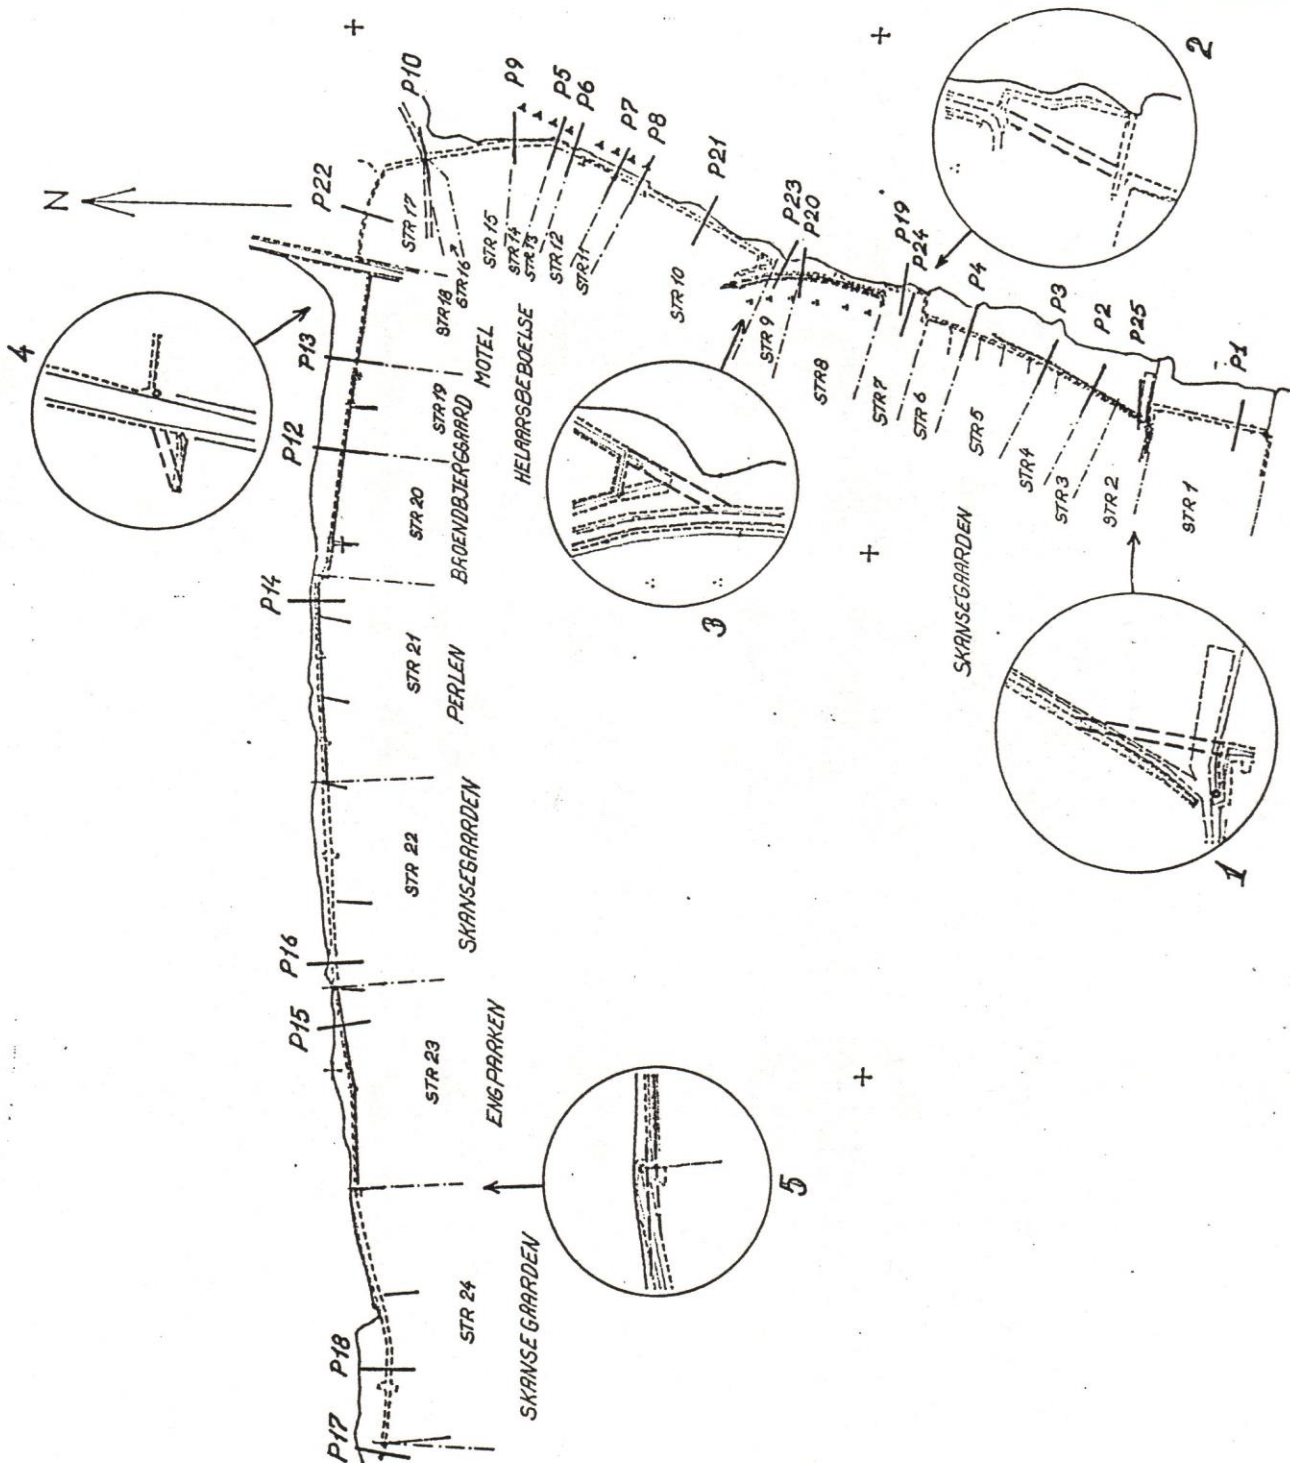 N
P22
P10
P9
P5
P6
P7
P8
P21
P23
P20
P19
P24
P4
P3
P2
P25
P1
P13
P12
P14
P16
P15
P18
P17
STR 17
STR 18
STR 16
STR 15
STR 14
STR 13
STR 12
STR 11
STR 10
STR 9
STR 8
STR 7
STR 6
STR 5
STR 4
STR 3
STR 2
STR 1
STR 19
STR 20
STR 21
STR 22
STR 23
STR 24
MOTEL
HELAARSBEBOELSE
BROENDBJERGGAARD
PERLEN
SKANSEGAARDEN
ENGPARKEN
SKANSEGAARDEN
SKANSEGAARDEN
1
2
3
4
5